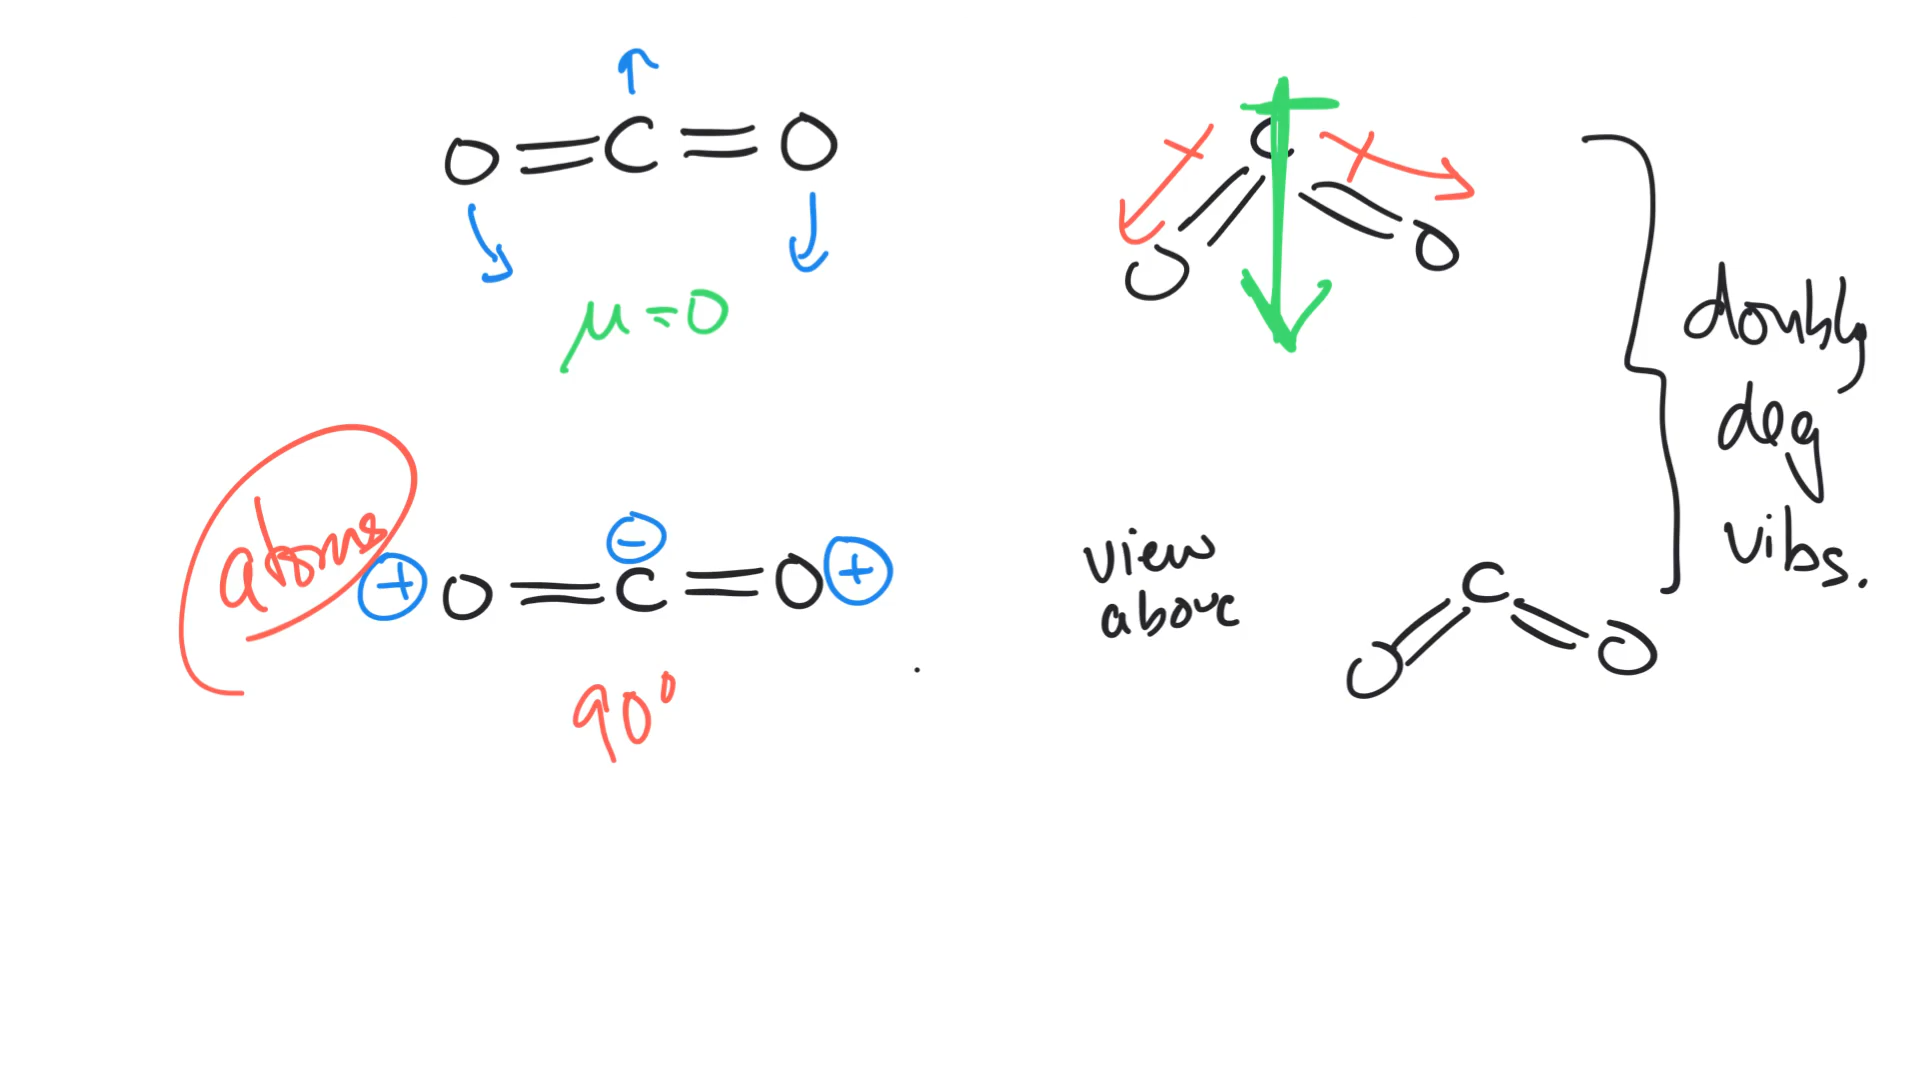 O=C=O
μ=0
C
O
O
doubly
deg
vibs.
atoms
⊕ O=C=O ⊕
⊖
90°
view
above
C
O
O